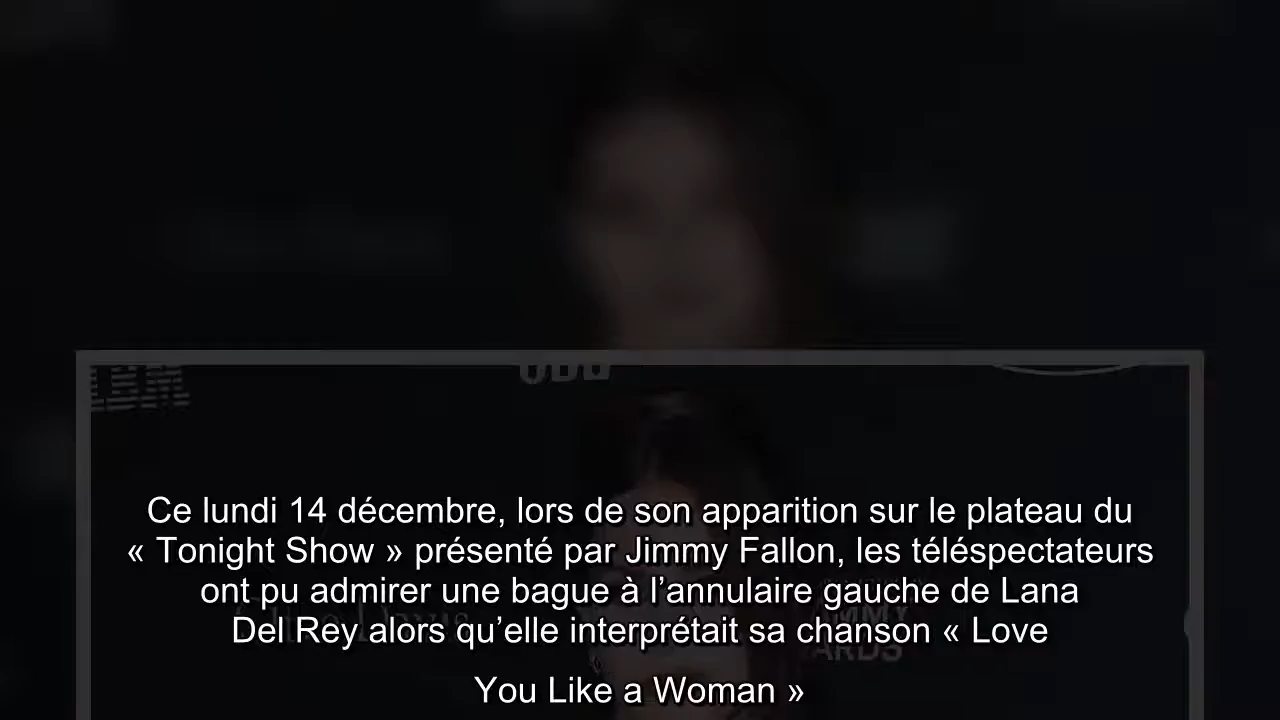 IBM
Ce lundi 14 décembre, lors de son apparition sur le plateau du
« Tonight Show » présenté par Jimmy Fallon, les téléspectateurs
ont pu admirer une bague à l’annulaire gauche de Lana
Del Rey alors qu’elle interprétait sa chanson « Love
You Like a Woman »